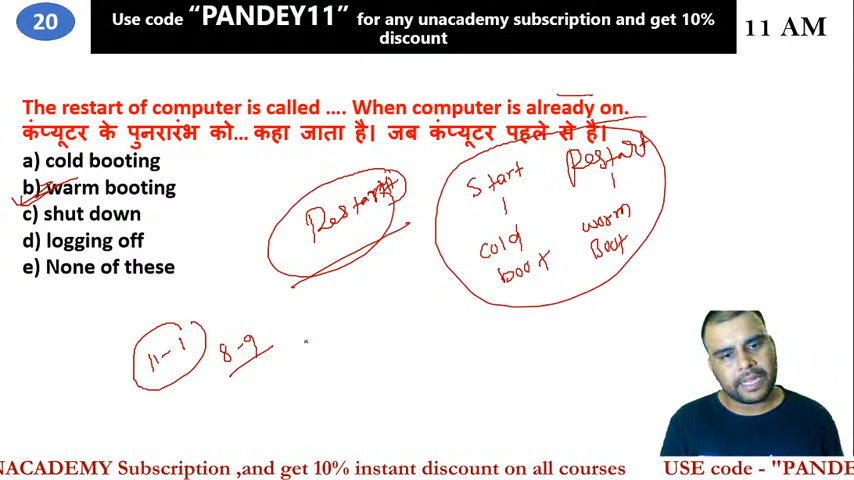 20
Use code “PANDEY11” for any unacademy subscription and get 10%
discount
11 AM
The restart of computer is called .... When computer is already on.
कंप्यूटर के पुनरारंभ को... कहा जाता है। जब कंप्यूटर पहले से है।
a) cold booting
b) warm booting
c) shut down
d) logging off
e) None of these
Restart
Start
Restart
cold
boot
worm
Boot
11-1
8-9
NACADEMY Subscription ,and get 10% instant discount on all courses
USE code - "PANDE